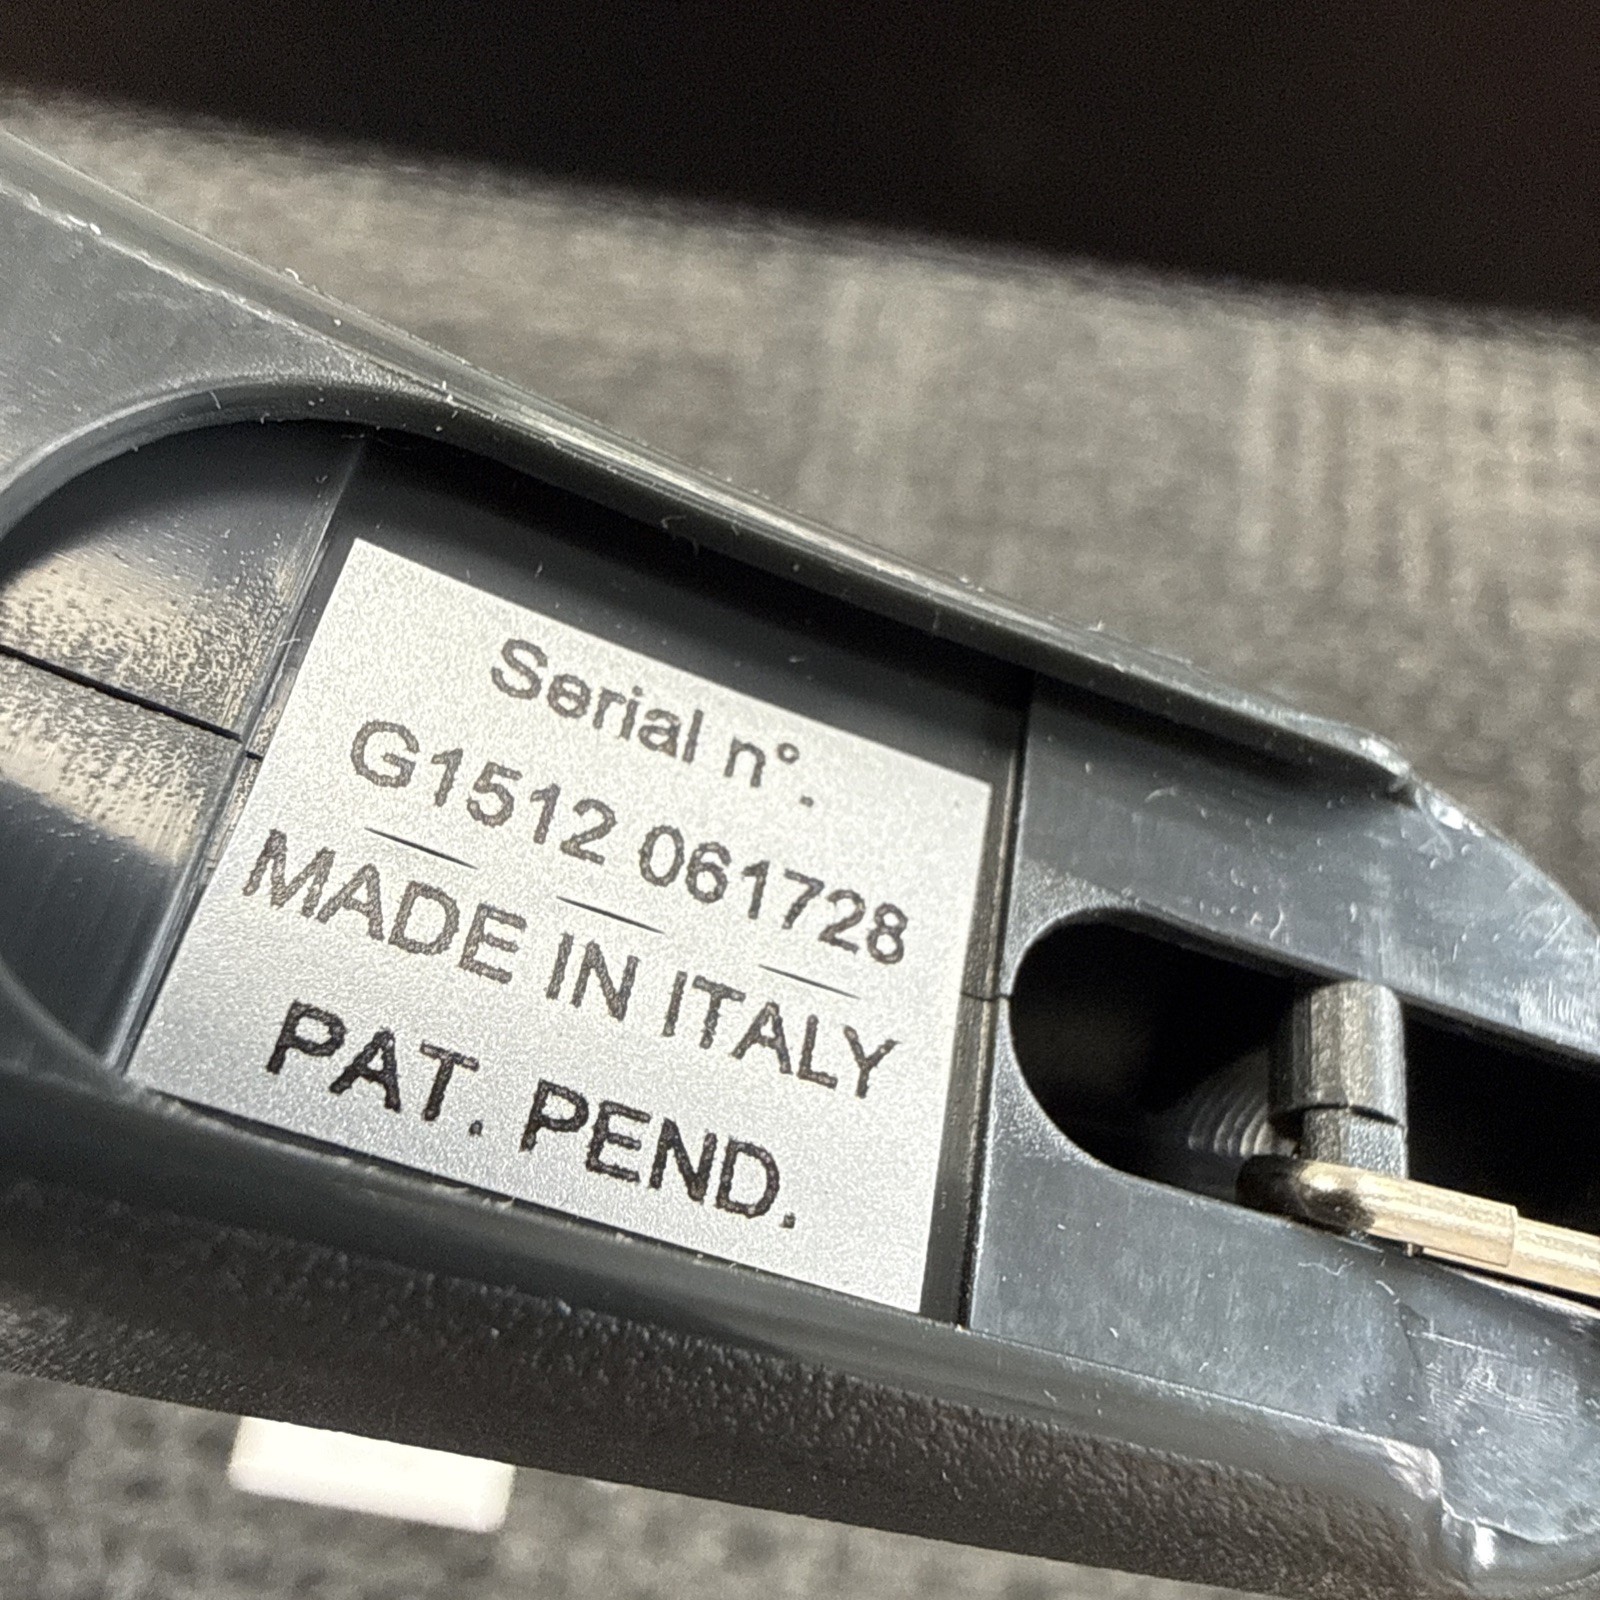 Serial n°.
G1512 061728
MADE IN ITALY
PAT. PEND.